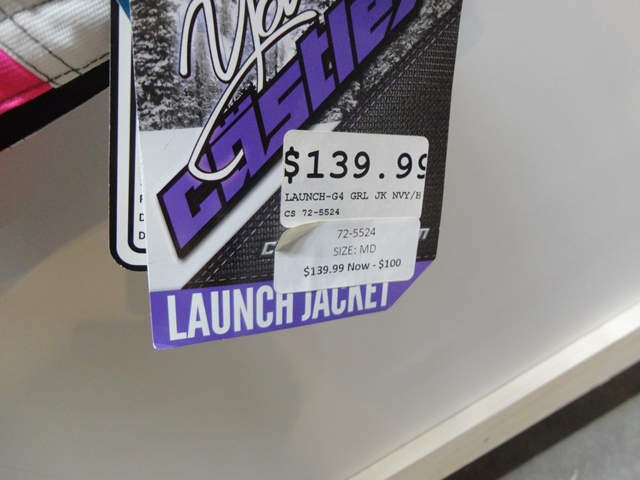 castle
$139.99
LAUNCH-G4 GRL JK NVY/H
CS 72-5524
72-5524
SIZE: MD
$139.99 Now - $100
LAUNCH JACKET